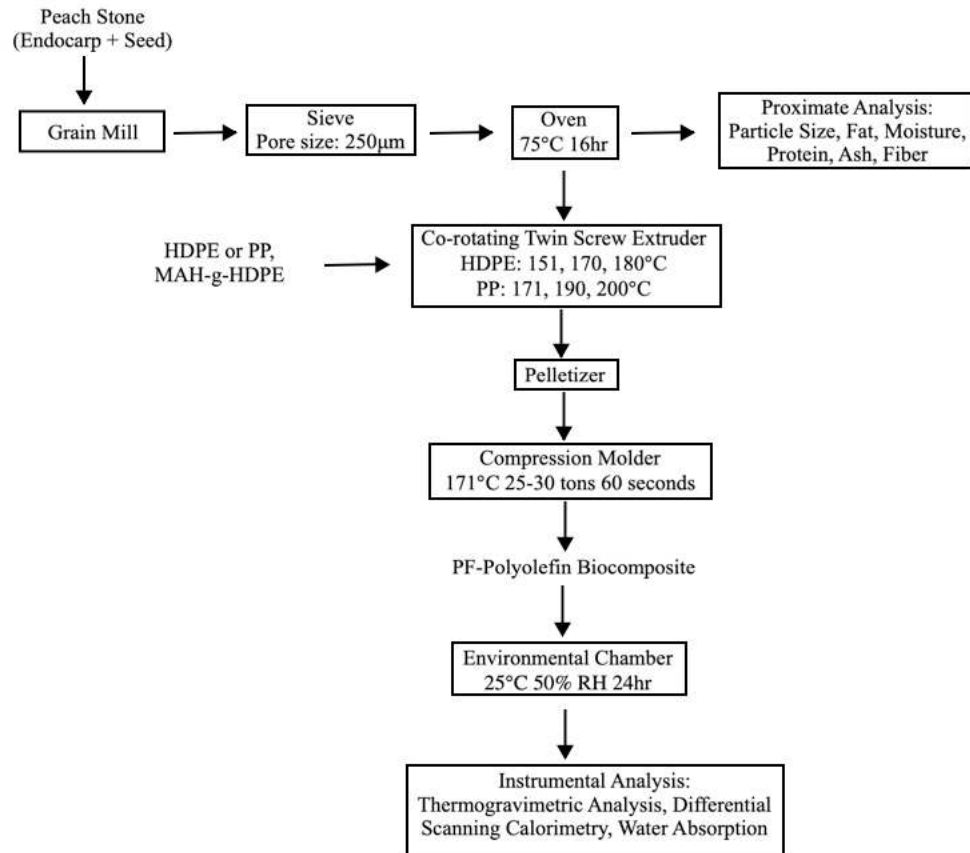 Peach Stone
(Endocarp + Seed)
Grain Mill
Sieve
Pore size: 250μm
Oven
75°C 16hr
Proximate Analysis:
Particle Size, Fat, Moisture,
Protein, Ash, Fiber
HDPE or PP,
MAH-g-HDPE
Co-rotating Twin Screw Extruder
HDPE: 151, 170, 180°C
PP: 171, 190, 200°C
Pelletizer
Compression Molder
171°C 25-30 tons 60 seconds
PF-Polyolefin Biocomposite
Environmental Chamber
25°C 50% RH 24hr
Instrumental Analysis:
Thermogravimetric Analysis, Differential
Scanning Calorimetry, Water Absorption